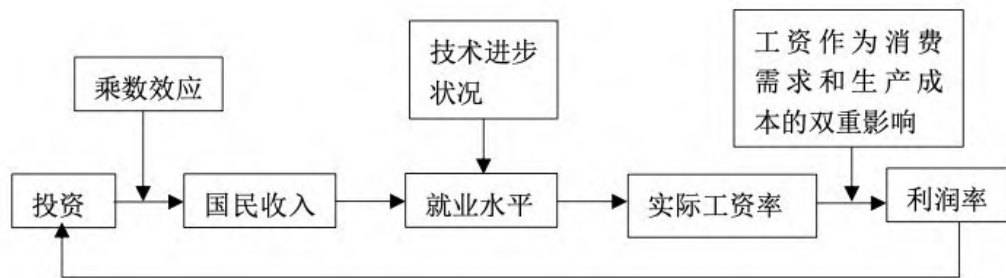 乘数效应
技术进步
状况
工资作为消费
需求和生产成
本的双重影响
投资
国民收入
就业水平
实际工资率
利润率